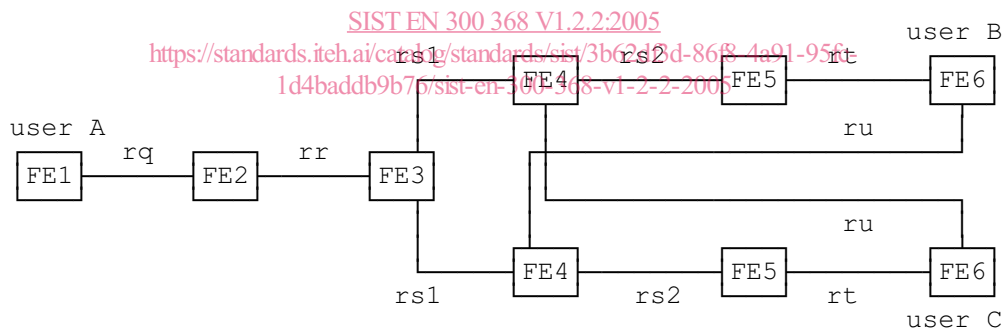 SIST EN 300 368 V1.2.2:2005
user B
https://standards.iteh.ai/catalog/standards/sist/3b62df3d-86f8-4a91-95f1-
rs1 rs2 rt
1d4baddb9b76/sist-en-300-368-v1-2-2-2005
FE4 FE5 FE6
user A
rq rr ru
FE1 FE2 FE3
ru
FE4 FE5 FE6
rs1 rs2 rt
user C